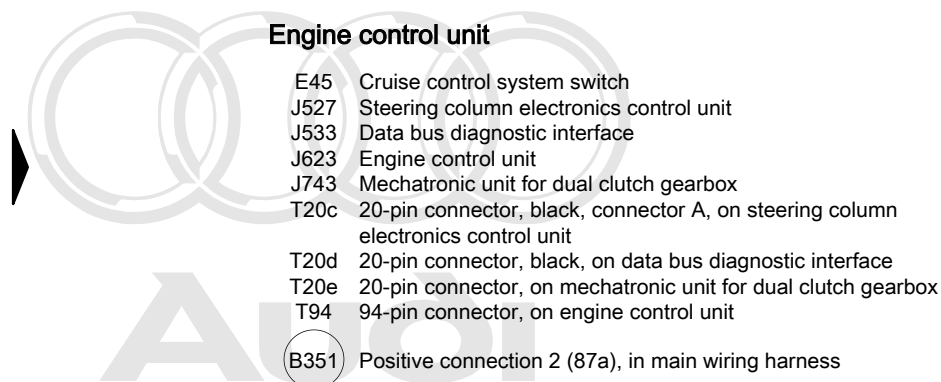 Engine control unit
E45 Cruise control system switch
J527 Steering column electronics control unit
J533 Data bus diagnostic interface
J623 Engine control unit
J743 Mechatronic unit for dual clutch gearbox
T20c 20-pin connector, black, connector A, on steering column
electronics control unit
T20d 20-pin connector, black, on data bus diagnostic interface
T20e 20-pin connector, on mechatronic unit for dual clutch gearbox
T94 94-pin connector, on engine control unit
B351 Positive connection 2 (87a), in main wiring harness
Audi